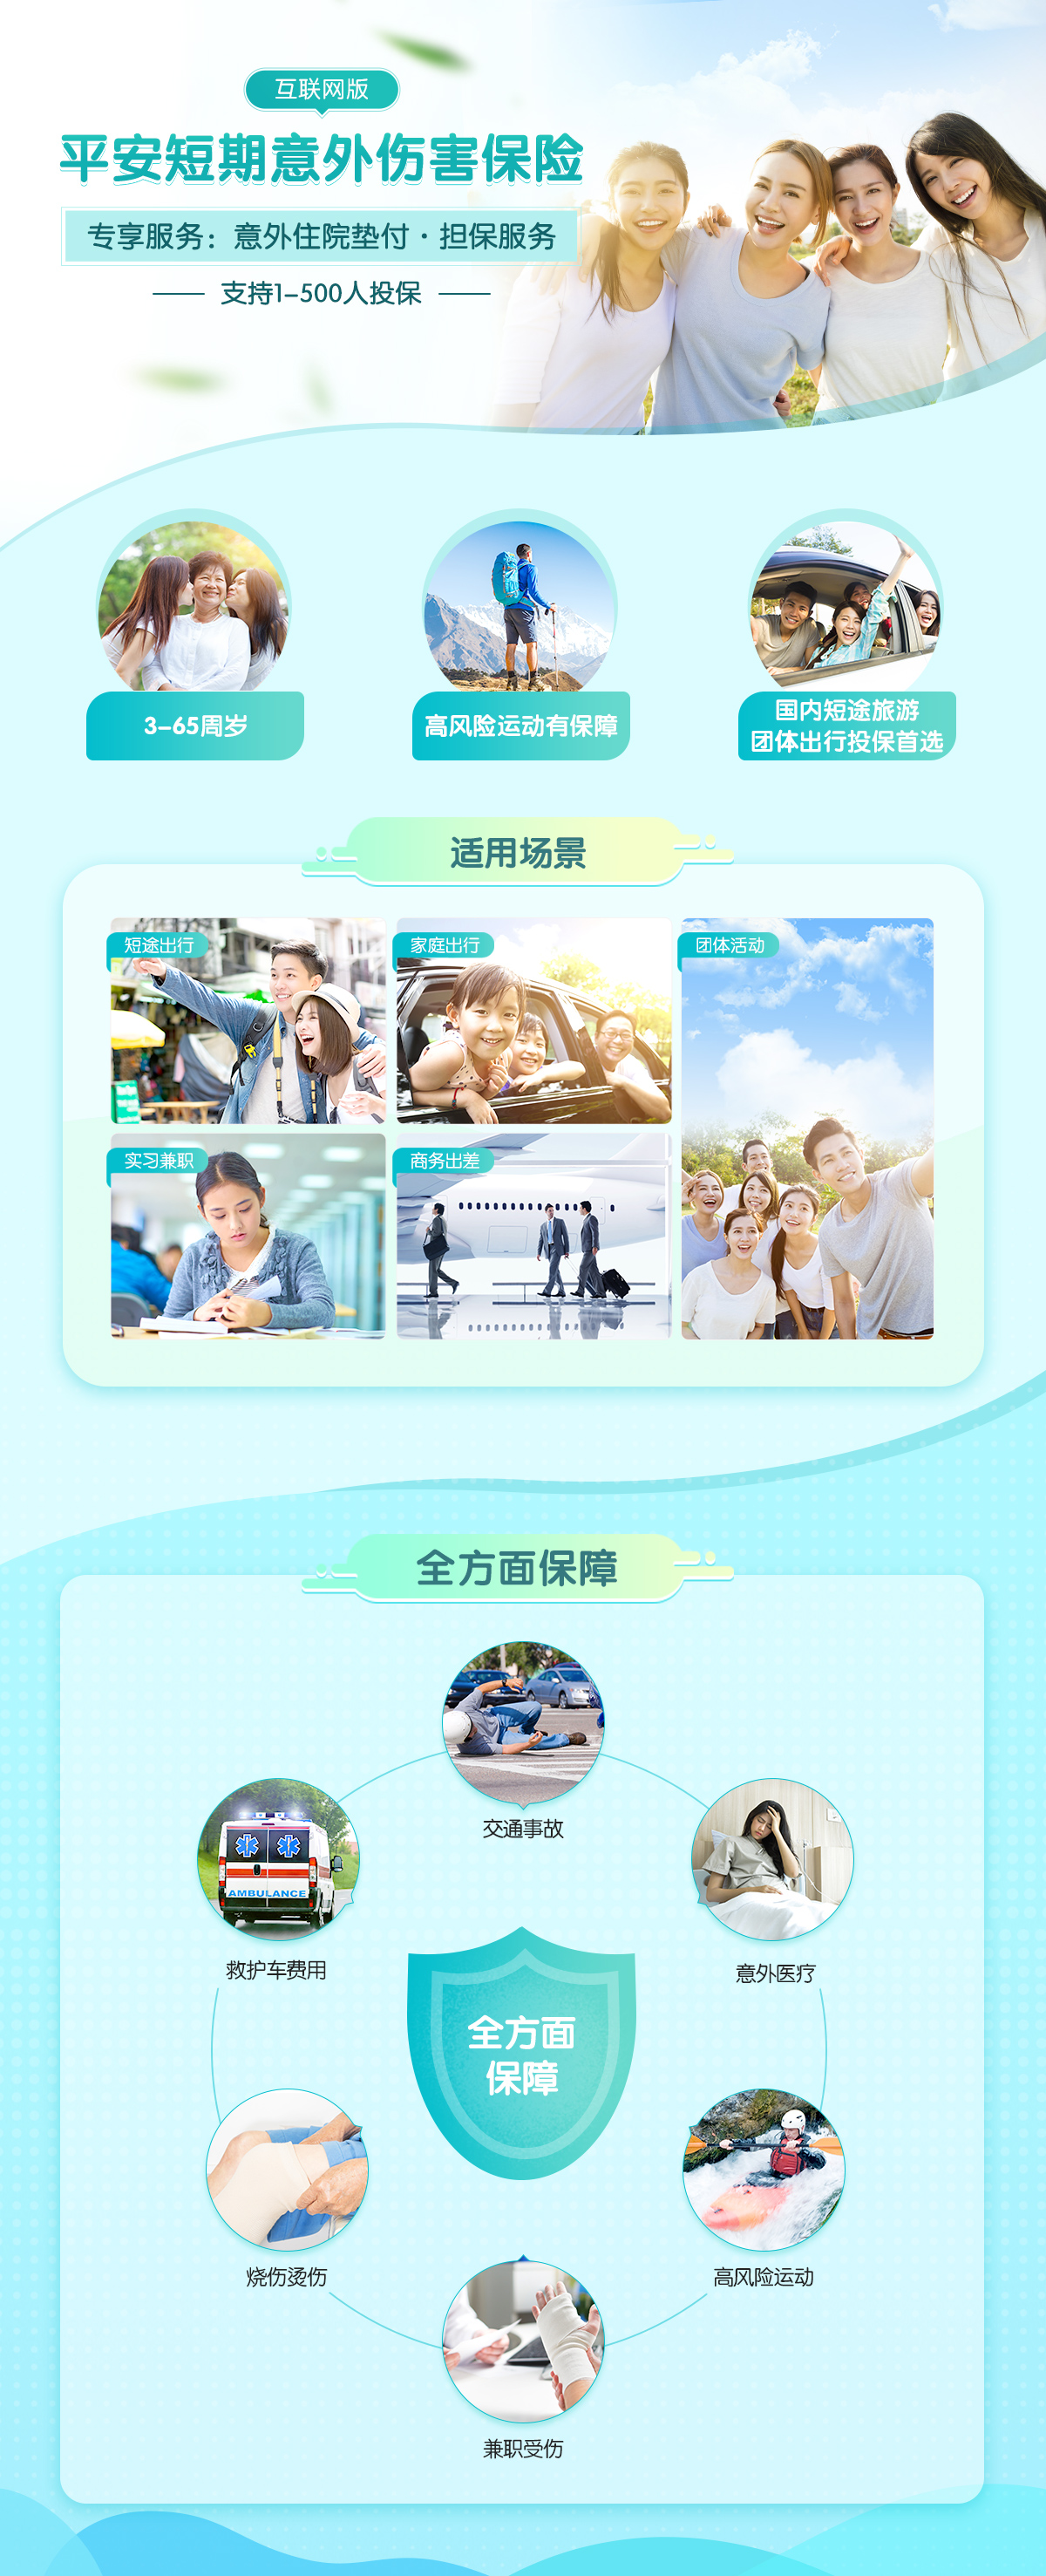 互联网版
平安短期意外伤害保险
专享服务：意外住院垫付·担保服务
支持1-500人投保
3-65周岁
高风险运动有保障
国内短途旅游
团体出行投保首选
适用场景
短途出行
家庭出行
团体活动
实习兼职
商务出差
全方面保障
交通事故
AMBULANCE
救护车费用
意外医疗
全方面
保障
烧伤烫伤
高风险运动
兼职受伤